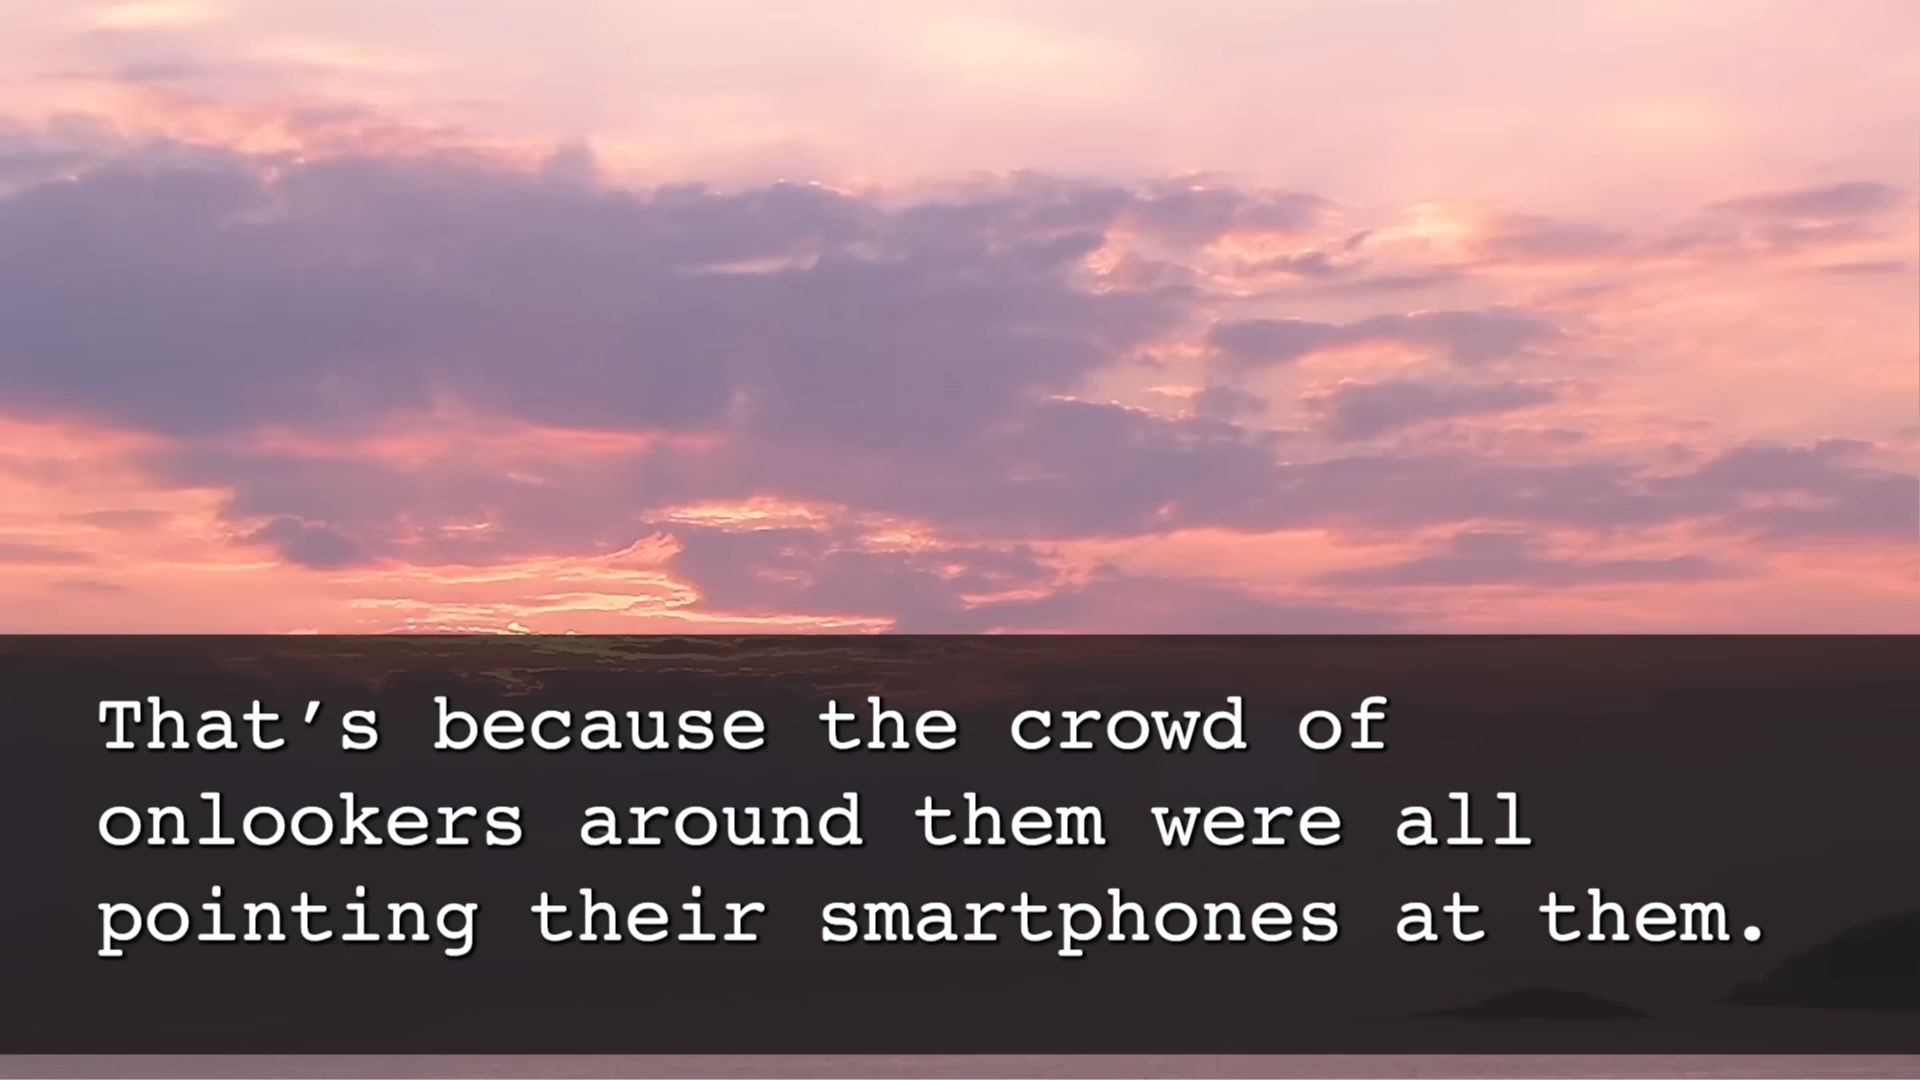 That’s because the crowd of
onlookers around them were all
pointing their smartphones at them.